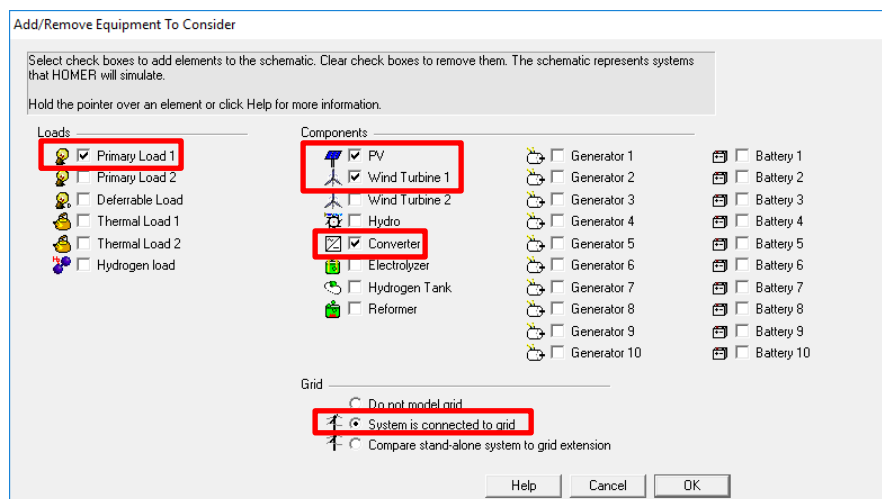 Add/Remove Equipment To Consider
Select check boxes to add elements to the schematic. Clear check boxes to remove them. The schematic represents systems
that HOMER will simulate.
Hold the pointer over an element or click Help for more information.
Loads
Primary Load 1
Primary Load 2
Deferrable Load
Thermal Load 1
Thermal Load 2
Hydrogen load
Components
PV
Wind Turbine 1
Wind Turbine 2
Hydro
Converter
Electrolyzer
Hydrogen Tank
Reformer
Generator 1
Generator 2
Generator 3
Generator 4
Generator 5
Generator 6
Generator 7
Generator 8
Generator 9
Generator 10
Battery 1
Battery 2
Battery 3
Battery 4
Battery 5
Battery 6
Battery 7
Battery 8
Battery 9
Battery 10
Grid
Do not model grid
System is connected to grid
Compare stand-alone system to grid extension
Help Cancel OK